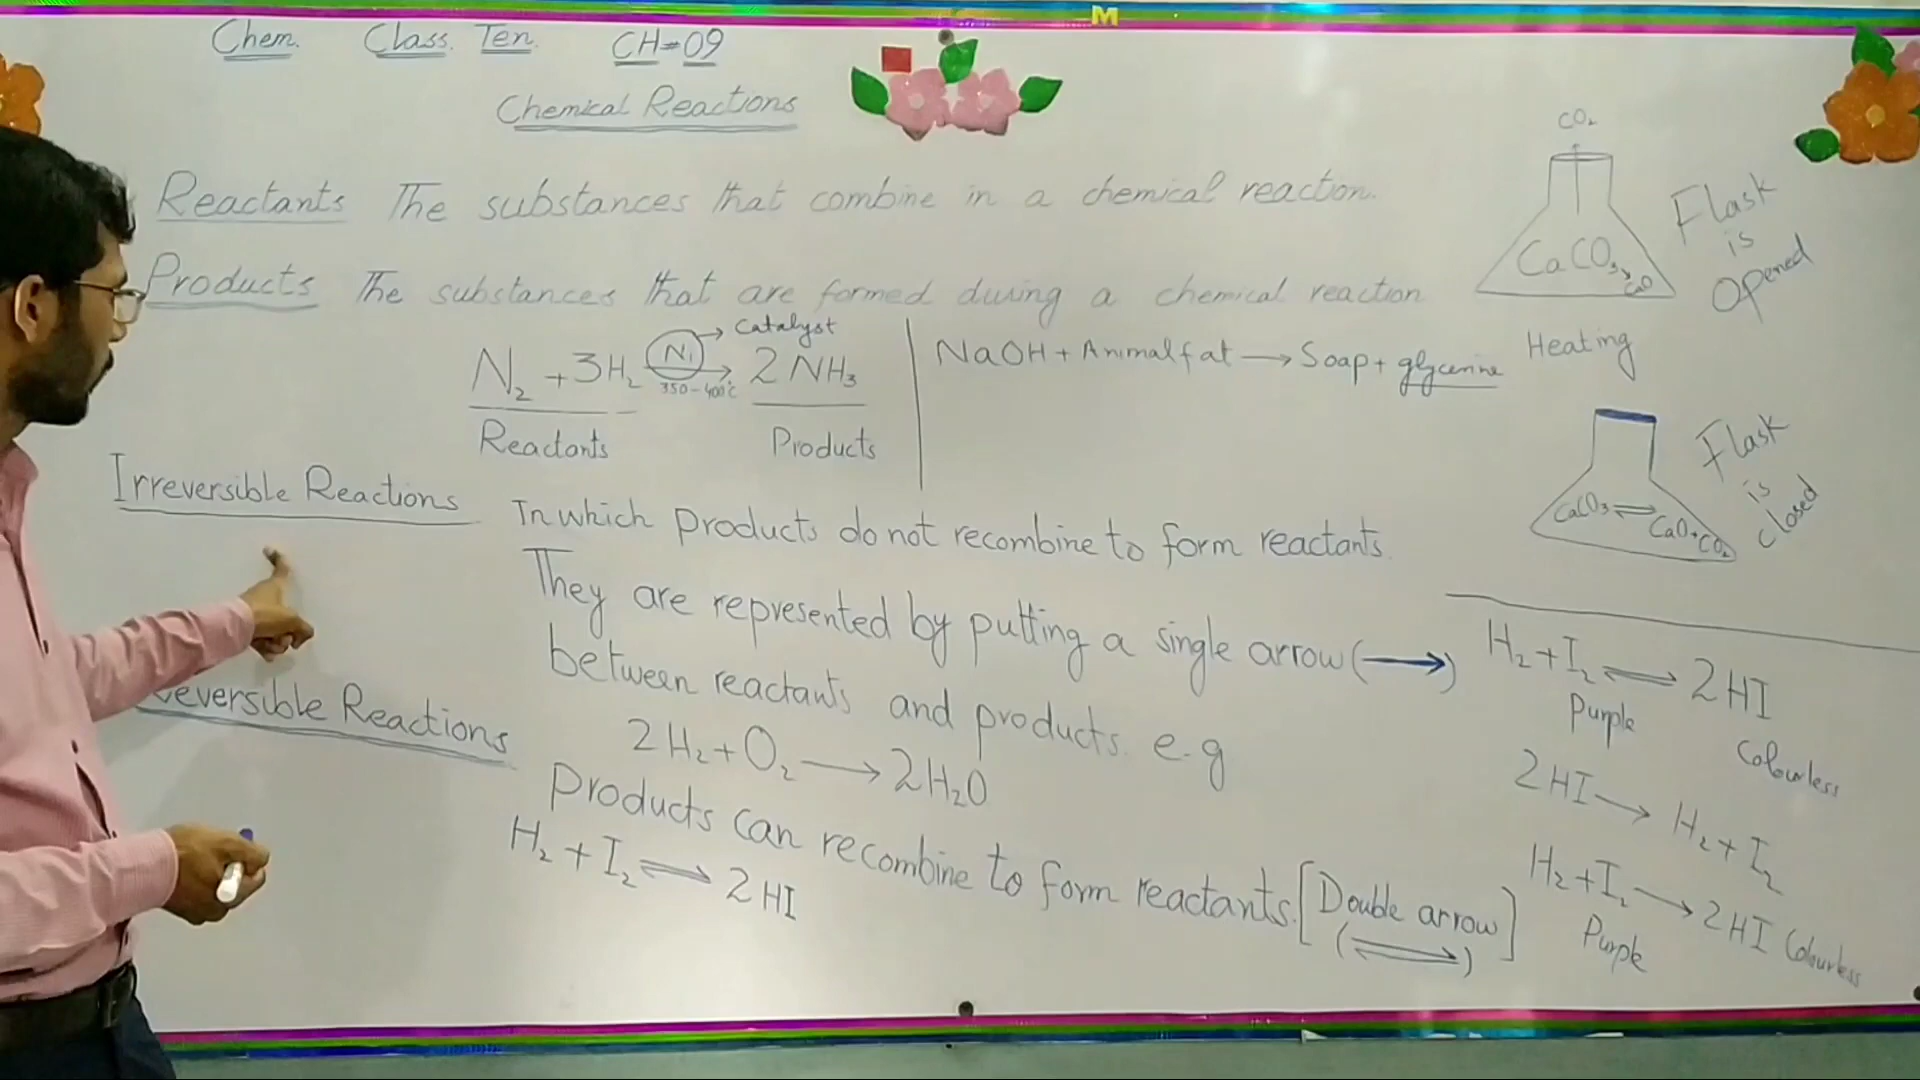 M
Chem. Class. Ten. CH=09
Chemical Reactions
Reactants The substances that combine in a chemical reaction.
Products The substances that are formed during a chemical reaction
N₂ + 3H₂ ⟶ 2NH₃
Ni → Catalyst
350-400°C
Reactants
Products
NaOH + Animal fat → Soap + glycerine
Irreversible Reactions In which products do not recombine to form reactants.
They are represented by putting a single arrow (→)
between reactants and products. e.g
2H₂ + O₂ → 2H₂O
Reversible Reactions
Products can recombine to form reactants. [Double arrow]
(⇌)
H₂ + I₂ ⇌ 2HI
CO₂
CaCO₃ → CaO
Flask
is
Opened
Heating
CaCO₃ ⇌ CaO + CO₂
Flask
is
closed
H₂ + I₂ ⇌ 2HI
Purple
Colourless
2HI → H₂ + I₂
H₂ + I₂ → 2HI Colourless
Purple